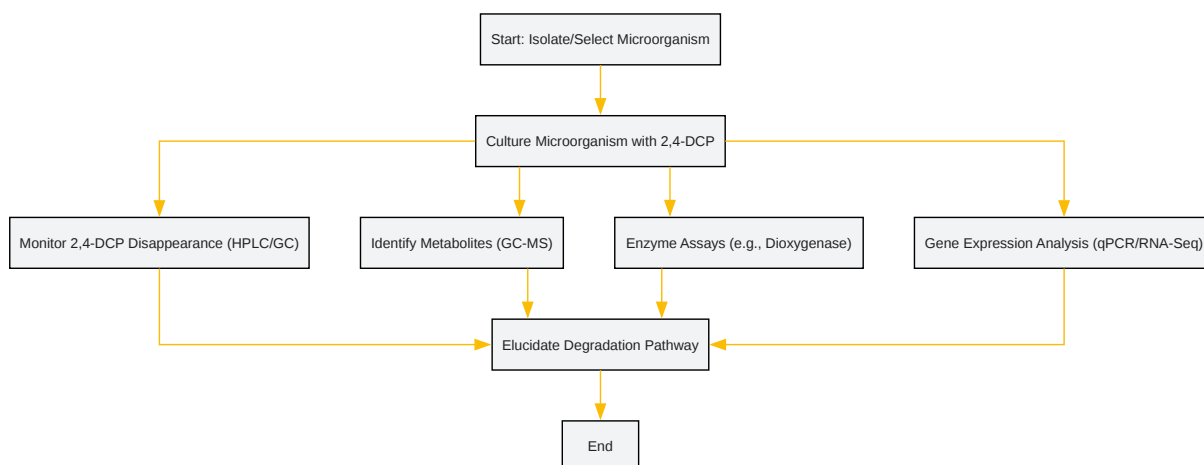 Start: Isolate/Select Microorganism
Culture Microorganism with 2,4-DCP
Monitor 2,4-DCP Disappearance (HPLC/GC)
Identify Metabolites (GC-MS)
Enzyme Assays (e.g., Dioxygenase)
Gene Expression Analysis (qPCR/RNA-Seq)
Elucidate Degradation Pathway
End